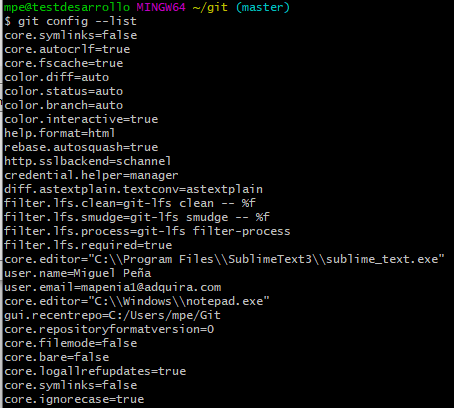 mpe@testdesarrollo MINGW64 ~/git (master)
$ git config --list
core.symlinks=false
core.autocrlf=true
core.fscache=true
color.diff=auto
color.status=auto
color.branch=auto
color.interactive=true
help.format=html
rebase.autosquash=true
http.sslbackend=schannel
credential.helper=manager
diff.astextplain.textconv=astextplain
filter.lfs.clean=git-lfs clean -- %f
filter.lfs.smudge=git-lfs smudge -- %f
filter.lfs.process=git-lfs filter-process
filter.lfs.required=true
core.editor="C:\\Program Files\\SublimeText3\\sublime_text.exe"
user.name=Miguel Peña
user.email=mapenia1@adquira.com
core.editor="C:\\Windows\\notepad.exe"
gui.recentrepo=C:/Users/mpe/Git
core.repositoryformatversion=0
core.filemode=false
core.bare=false
core.logallrefupdates=true
core.symlinks=false
core.ignorecase=true